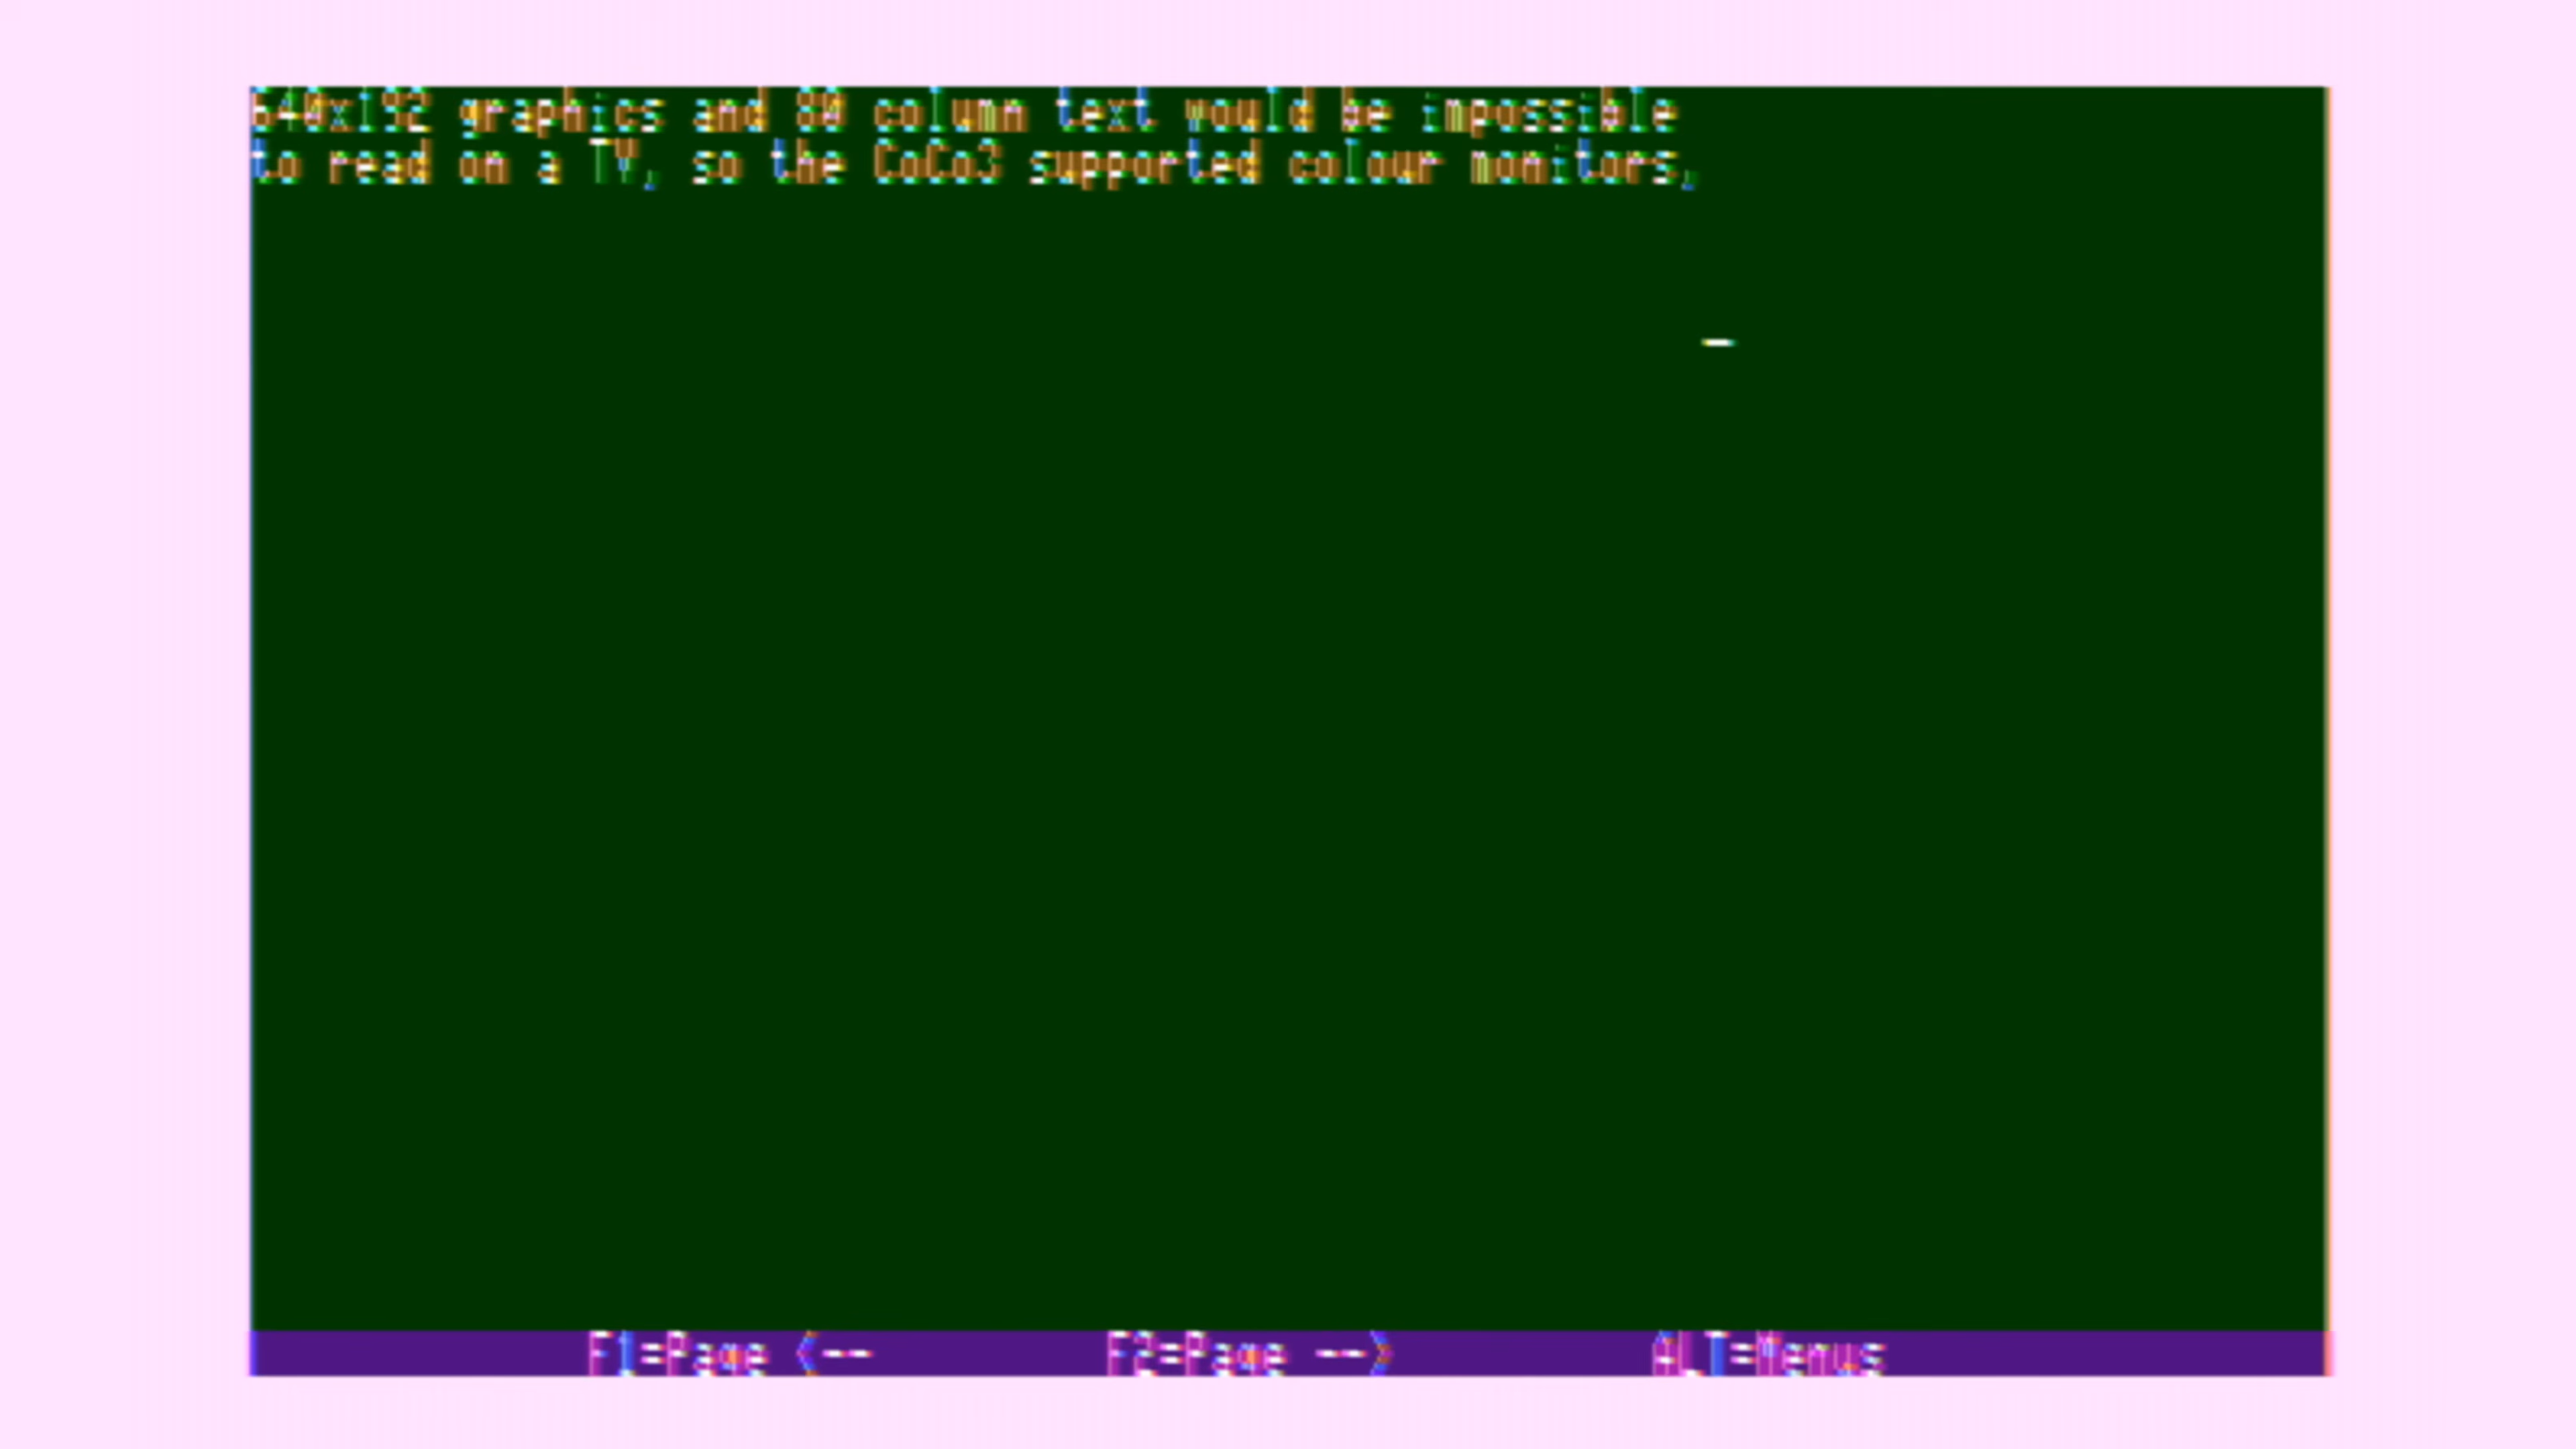 640x192 graphics and 80 column text would be impossible
to read on a TV, so the CoCo3 supported colour monitors,
F1=Page <-- F2=Page --> ALT=Menus